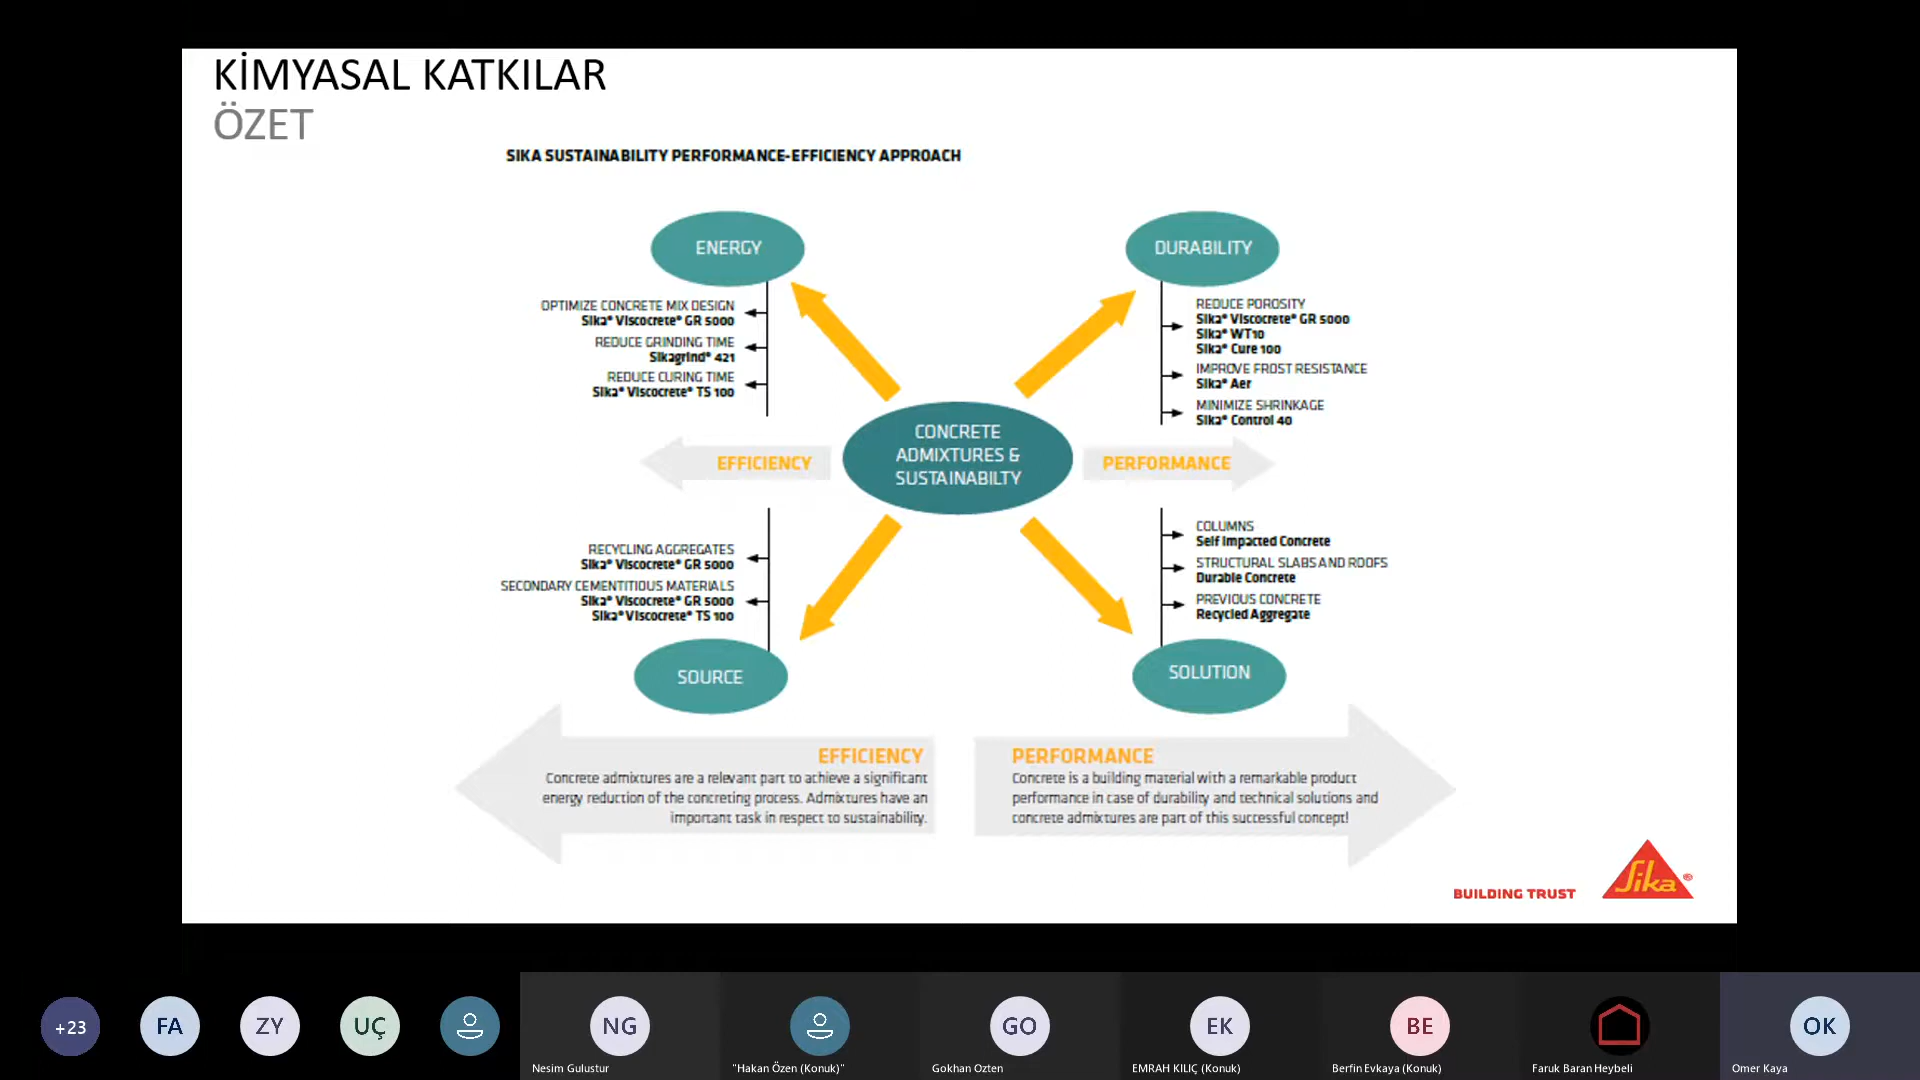 KİMYASAL KATKILAR
ÖZET
SIKA SUSTAINABILITY PERFORMANCE-EFFICIENCY APPROACH
ENERGY
OPTIMIZE CONCRETE MIX DESIGN
Sika® Viscocrete® GR 5000
REDUCE GRINDING TIME
Sikagrind® 421
REDUCE CURING TIME
Sika® Viscocrete® TS 100
DURABILITY
REDUCE POROSITY
Sika® Viscocrete® GR 5000
Sika® WT10
Sika® Cure 100
IMPROVE FROST RESISTANCE
Sika® Aer
MINIMIZE SHRINKAGE
Sika® Control 40
EFFICIENCY
CONCRETE
ADMIXTURES &
SUSTAINABILTY
PERFORMANCE
RECYCLING AGGREGATES
Sika® Viscocrete® GR 5000
SECONDARY CEMENTITIOUS MATERIALS
Sika® Viscocrete® GR 5000
Sika® Viscocrete® TS 100
SOURCE
COLUMNS
Self Impacted Concrete
STRUCTURAL SLABS AND ROOFS
Durable Concrete
PREVIOUS CONCRETE
Recycled Aggregate
SOLUTION
EFFICIENCY
Concrete admixtures are a relevant part to achieve a significant
energy reduction of the concreting process. Admixtures have an
important task in respect to sustainability.
PERFORMANCE
Concrete is a building material with a remarkable product
performance in case of durability and technical solutions and
concrete admixtures are part of this successful concept!
BUILDING TRUST
Sika®
+23
FA
ZY
UÇ
NG
Nesim Gulustur
"Hakan Özen (Konuk)"
GO
Gokhan Ozten
EK
EMRAH KILIÇ (Konuk)
BE
Berfin Evkaya (Konuk)
Faruk Baran Heybeli
OK
Omer Kaya